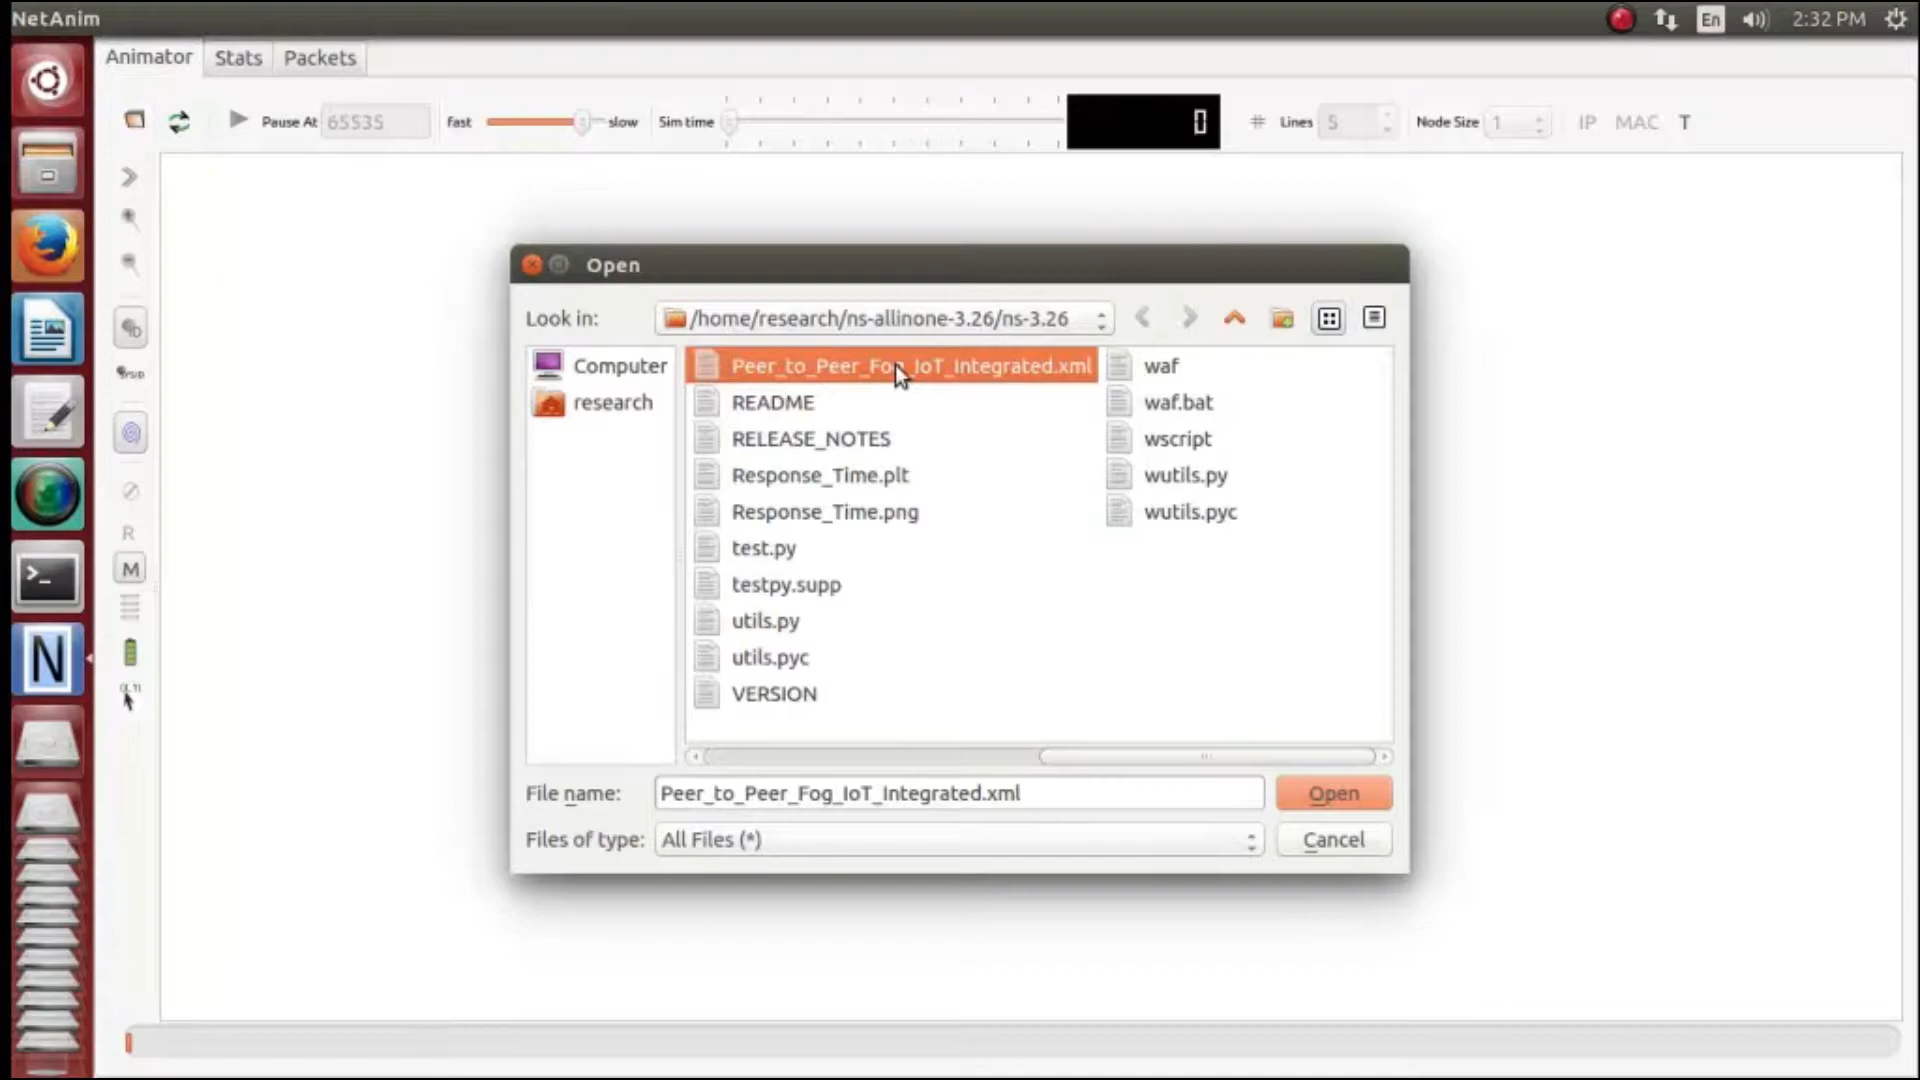 NetAnim
En
2:32 PM
Animator Stats Packets
Pause At 65535 Fast slow Sim time 0 # Lines 5 Node Size 1 IP MAC T
R
M
>_
N
Open
Look in: /home/research/ns-allinone-3.26/ns-3.26
Computer
research
Peer_to_Peer_Fog_IoT_Integrated.xml
README
RELEASE_NOTES
Response_Time.plt
Response_Time.png
test.py
testpy.supp
utils.py
utils.pyc
VERSION
waf
waf.bat
wscript
wutils.py
wutils.pyc
File name: Peer_to_Peer_Fog_IoT_Integrated.xml Open
Files of type: All Files (*) Cancel